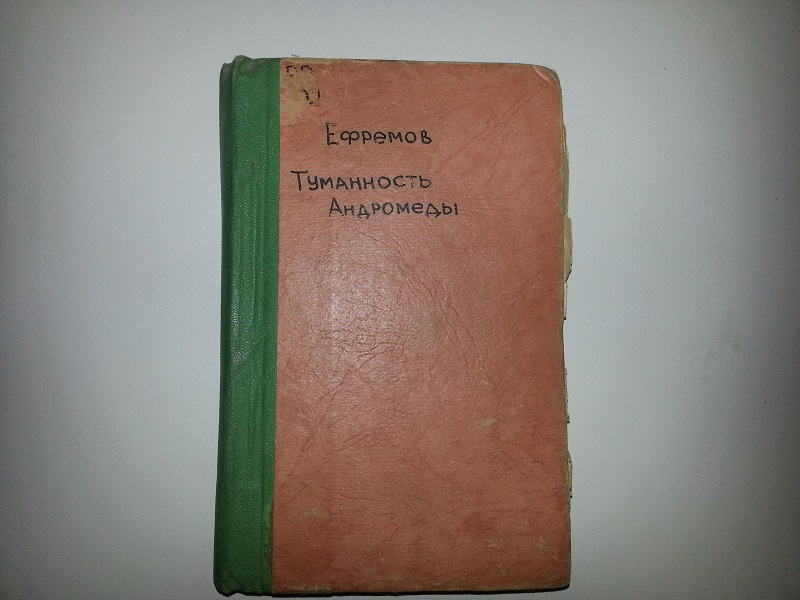 Ефремов
Туманность
Андромеды